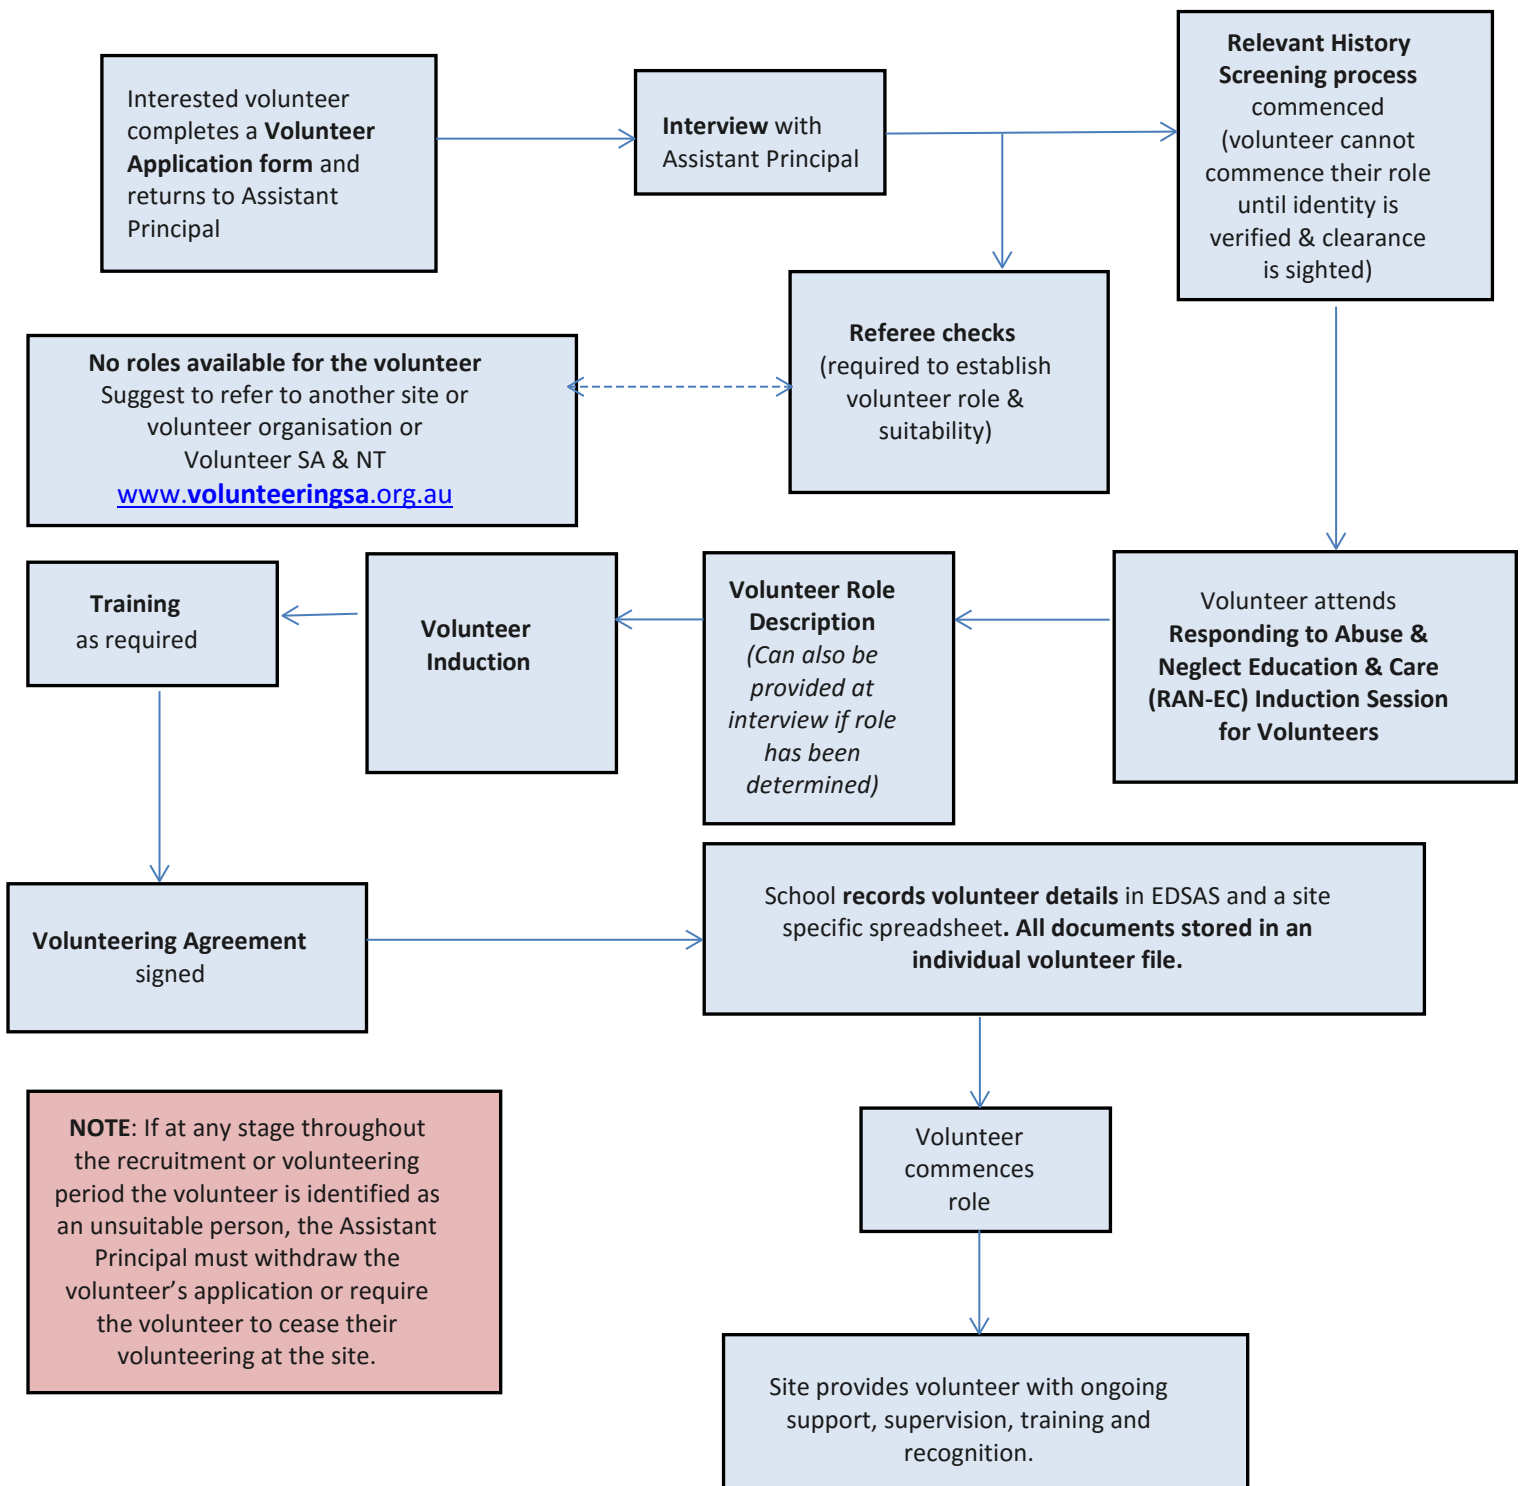 Interested volunteer
completes a Volunteer
Application form and
returns to Assistant
Principal
Interview with
Assistant Principal
Relevant History
Screening process
commenced
(volunteer cannot
commence their role
until identity is
verified & clearance
is sighted)
Referee checks
(required to establish
volunteer role &
suitability)
No roles available for the volunteer
Suggest to refer to another site or
volunteer organisation or
Volunteer SA & NT
www.volunteeringsa.org.au
Volunteer attends
Responding to Abuse &
Neglect Education & Care
(RAN-EC) Induction Session
for Volunteers
Volunteer Role
Description
(Can also be
provided at
interview if role
has been
determined)
Volunteer
Induction
Training
as required
Volunteering Agreement
signed
School records volunteer details in EDSAS and a site
specific spreadsheet. All documents stored in an
individual volunteer file.
NOTE: If at any stage throughout
the recruitment or volunteering
period the volunteer is identified as
an unsuitable person, the Assistant
Principal must withdraw the
volunteer’s application or require
the volunteer to cease their
volunteering at the site.
Volunteer
commences
role
Site provides volunteer with ongoing
support, supervision, training and
recognition.